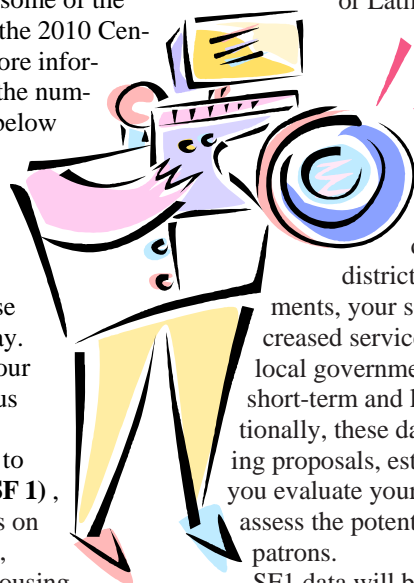 some of the
the 2010 Cen-
ore infor-
the num-
below
se
ay.
our
us
to
SF 1) ,
s on
,
ousing
or Latin
district
ments, your s
creased service
local governme
short-term and l
tionally, these da
ing proposals, est
you evaluate your
assess the potent
patrons.
SF1 data will b